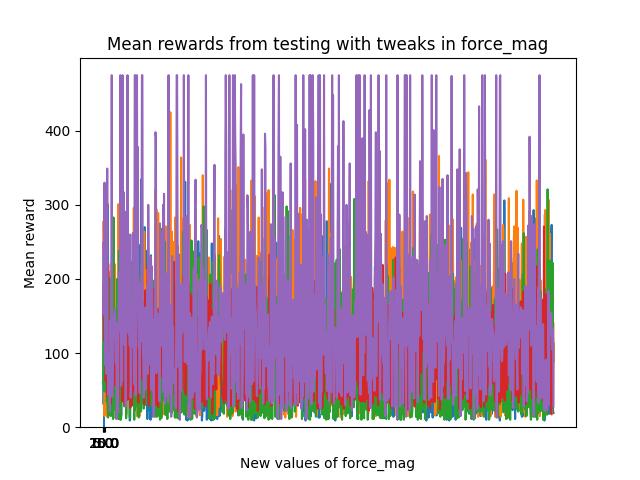 Mean rewards from testing with tweaks in force_mag
Mean reward
400
300
200
100
0
New values of force_mag